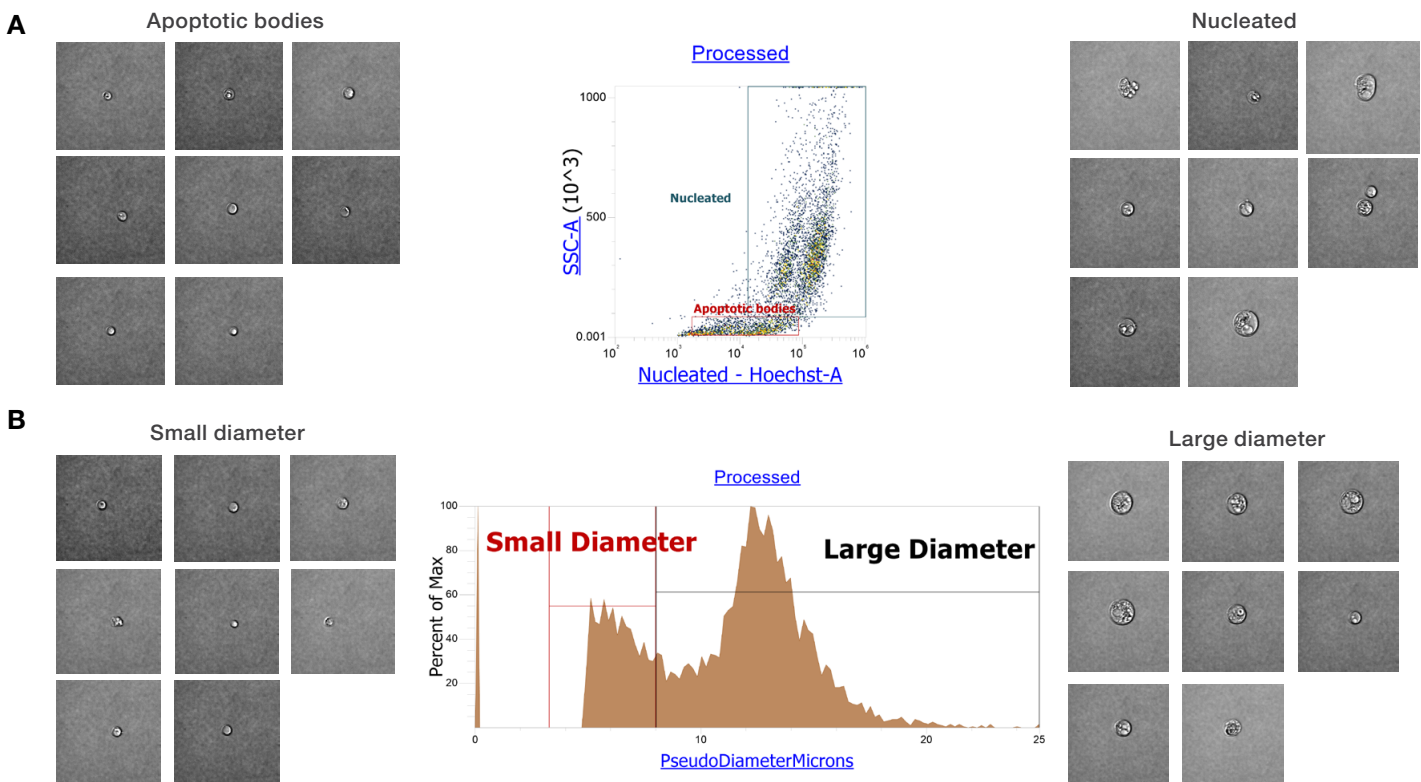 A
Apoptotic bodies
Processed
Nucleated
1000
500
0.001
SSC-A (10^3)
Nucleated
Apoptotic bodies
10^2 10^3 10^4 10^5 10^6
Nucleated - Hoechst-A
B
Small diameter
Processed
Large diameter
100
80
60
40
20
Percent of Max
Small Diameter
Large Diameter
0 10 20 25
PseudoDiameterMicrons